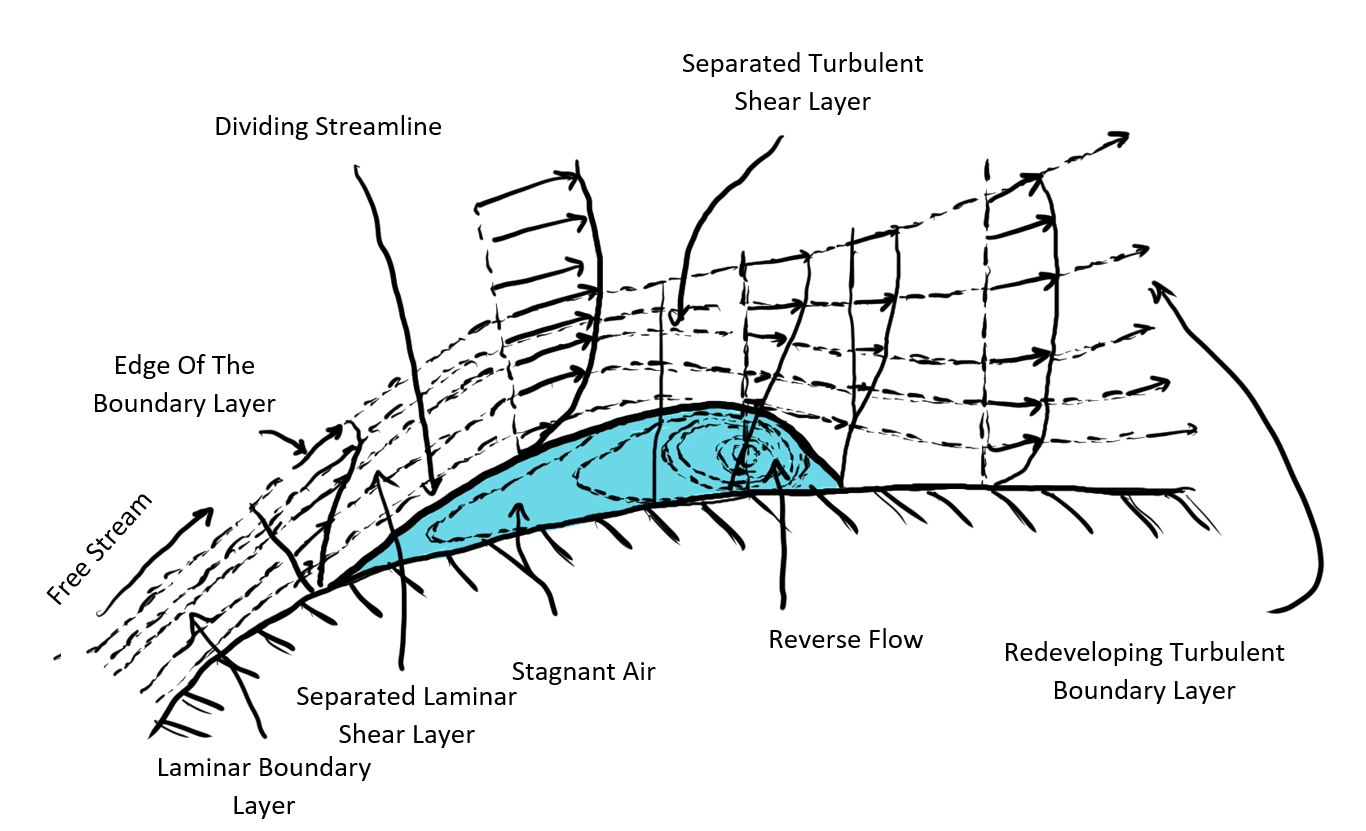 Separated Turbulent
Shear Layer
Dividing Streamline
Edge Of The
Boundary Layer
Free Stream
Reverse Flow
Redeveloping Turbulent
Boundary Layer
Stagnant Air
Separated Laminar
Shear Layer
Laminar Boundary
Layer